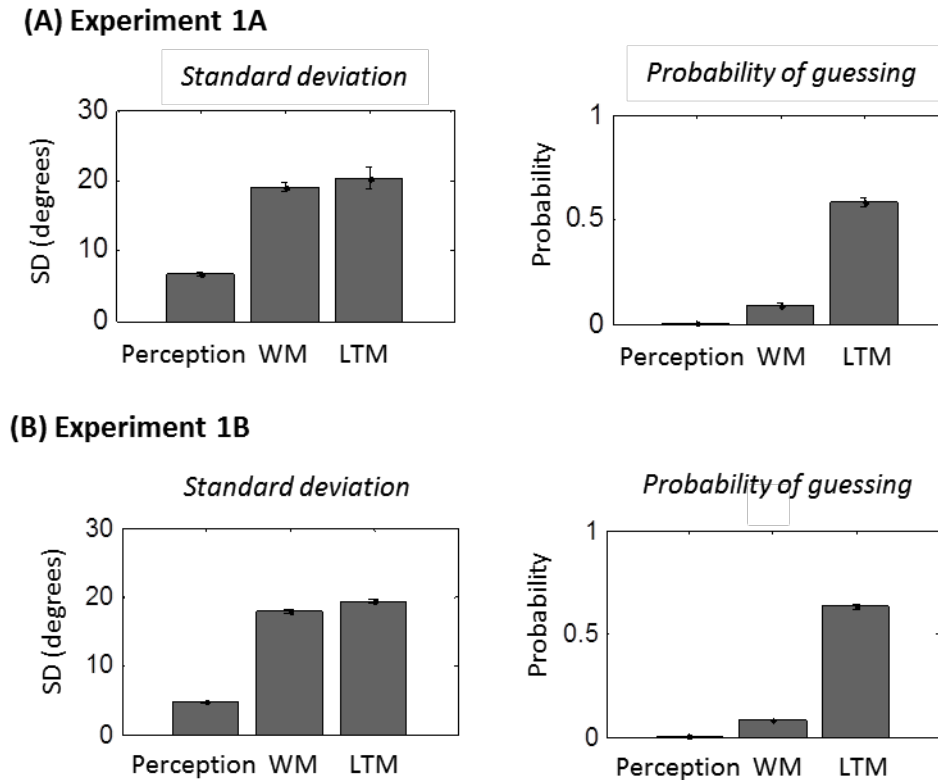 (A) Experiment 1A
Standard deviation
Probability of guessing
30
20
10
0
SD (degrees)
Perception WM LTM
1
0.5
0
Probability
Perception WM LTM
(B) Experiment 1B
Standard deviation
Probability of guessing
30
20
10
0
SD (degrees)
Perception WM LTM
1
0.5
0
Probability
Perception WM LTM